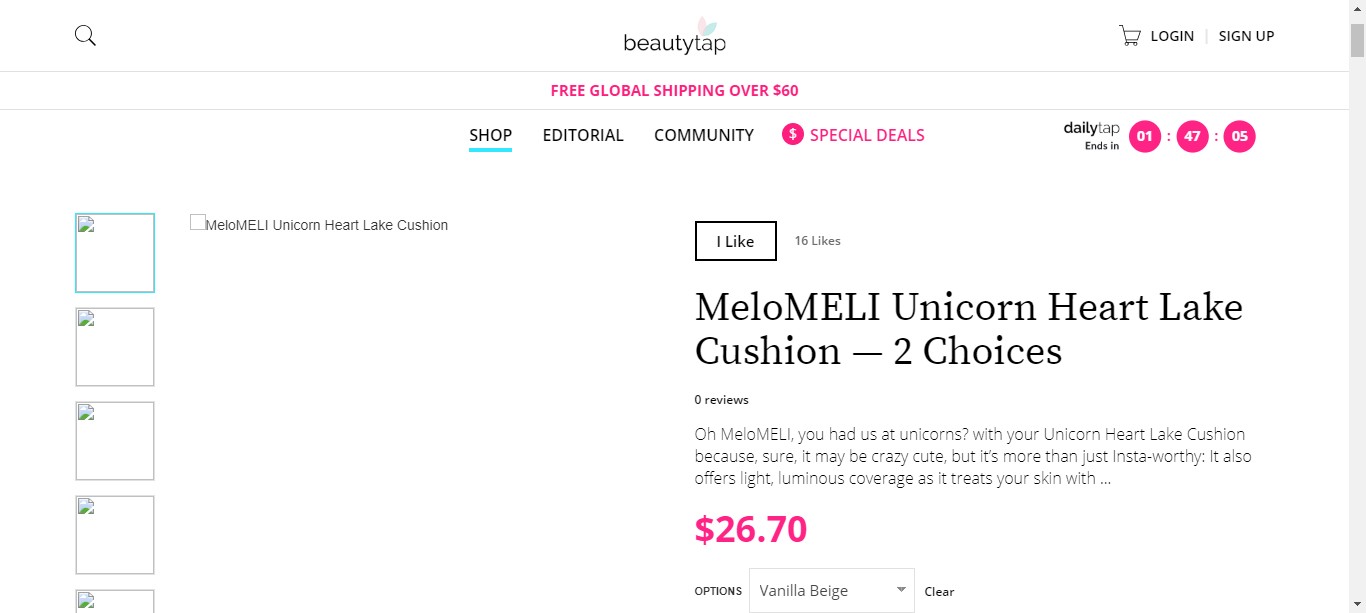 beautytap
LOGIN | SIGN UP
FREE GLOBAL SHIPPING OVER $60
SHOP EDITORIAL COMMUNITY $ SPECIAL DEALS
dailytap
Ends in
01 : 47 : 05
MeloMELI Unicorn Heart Lake Cushion
I Like 16 Likes
MeloMELI Unicorn Heart Lake
Cushion — 2 Choices
0 reviews
Oh MeloMELI, you had us at unicorns? with your Unicorn Heart Lake Cushion
because, sure, it may be crazy cute, but it’s more than just Insta-worthy: It also
offers light, luminous coverage as it treats your skin with ...
$26.70
OPTIONS Vanilla Beige Clear